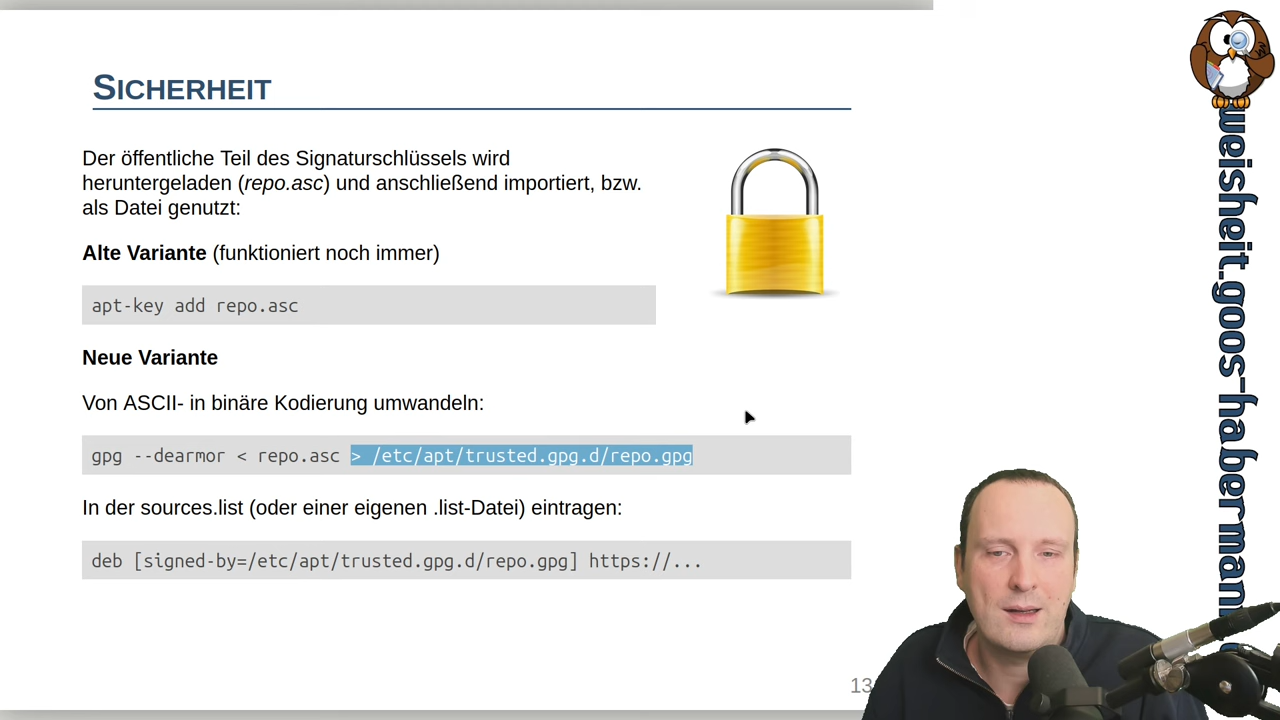 SICHERHEIT
Der öffentliche Teil des Signaturschlüssels wird
heruntergeladen (repo.asc) und anschließend importiert, bzw.
als Datei genutzt:
Alte Variante (funktioniert noch immer)
apt-key add repo.asc
Neue Variante
Von ASCII- in binäre Kodierung umwandeln:
gpg --dearmor < repo.asc > /etc/apt/trusted.gpg.d/repo.gpg
In der sources.list (oder einer eigenen .list-Datei) eintragen:
deb [signed-by=/etc/apt/trusted.gpg.d/repo.gpg] https://...
13
weisheit.goos-habermann